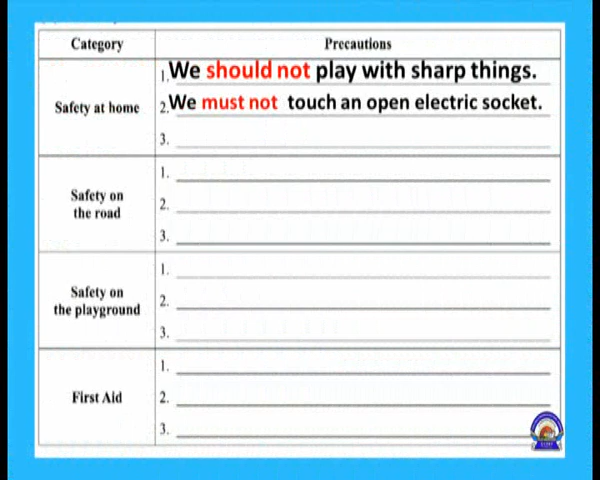 Category Precautions
1. We should not play with sharp things.
Safety at home 2. We must not touch an open electric socket.
3.
1.
Safety on
the road
2.
3.
1.
Safety on
the playground
2.
3.
1.
First Aid 2.
3.